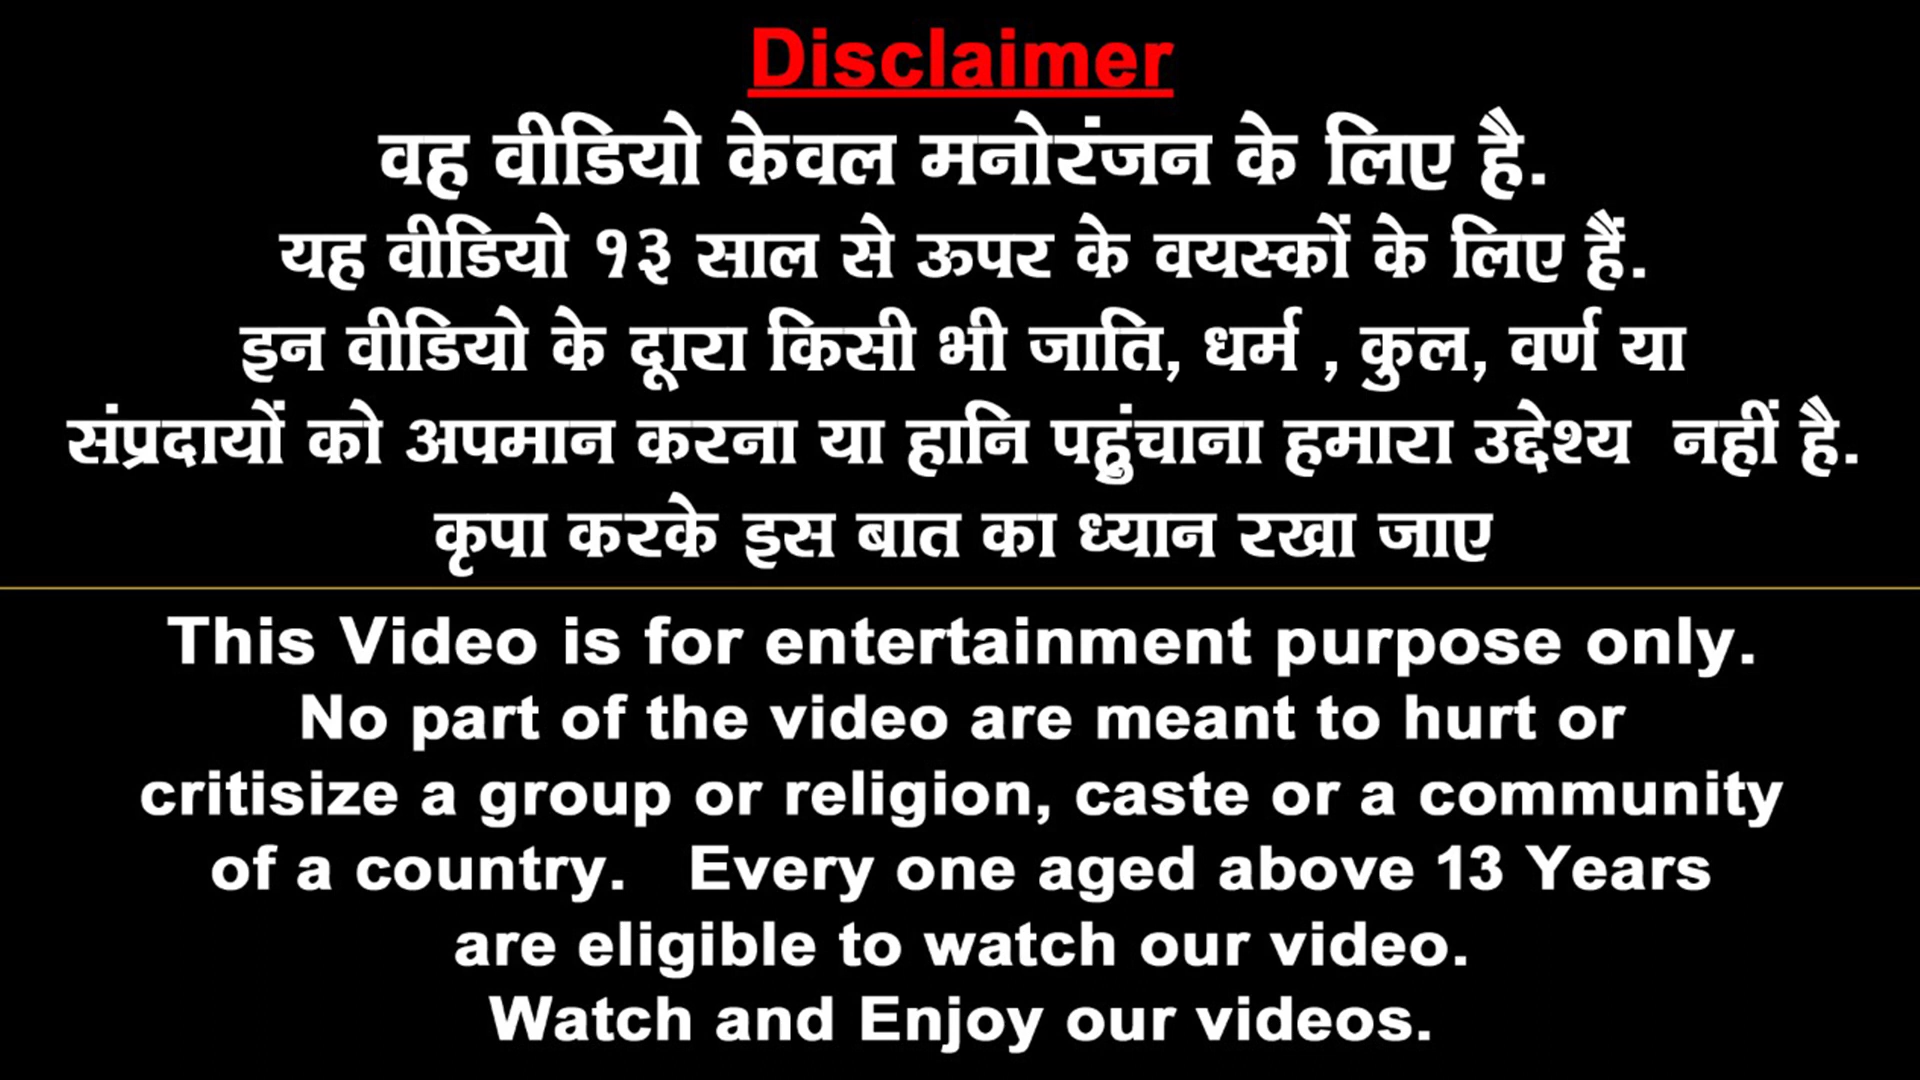 Disclaimer
वह वीडियो केवल मनोरंजन के लिए है.
यह वीडियो १३ साल से ऊपर के वयस्कों के लिए हैं.
इन वीडियो के दूारा किसी भी जाति, धर्म , कुल, वर्ण या
संप्रदायों को अपमान करना या हानि पहुंचाना हमारा उद्देश्य नहीं है.
कृपा करके इस बात का ध्यान रखा जाए
This Video is for entertainment purpose only.
No part of the video are meant to hurt or
critisize a group or religion, caste or a community
of a country. Every one aged above 13 Years
are eligible to watch our video.
Watch and Enjoy our videos.